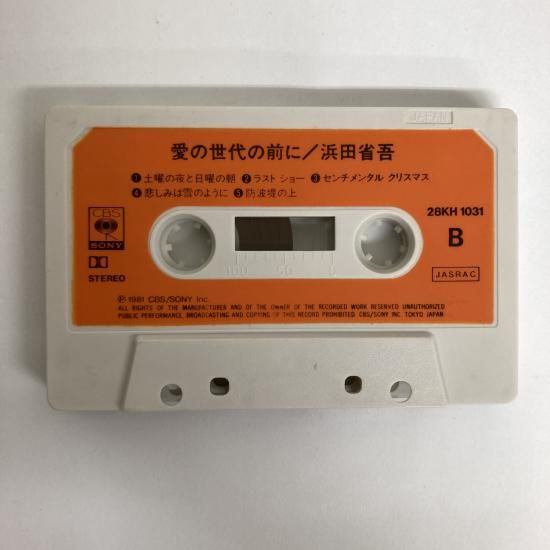 JAPAN
愛の世代の前に/浜田省吾
❶土曜の夜と日曜の朝 ❷ラスト ショー ❸センチメンタル クリスマス
❹悲しみは雪のように ❺防波堤の上
CBS
SONY
STEREO
28KH 1031
B
JASRAC
100 50 0
Ⓟ 1981 CBS/SONY Inc.
ALL RIGHTS OF THE MANUFACTURER AND OF THE OWNER OF THE RECORDED WORK RESERVED UNAUTHORIZED
PUBLIC PERFORMANCE, BROADCASTING AND COPYING OF THIS RECORD PROHIBITED. CBS/SONY INC. TOKYO JAPAN